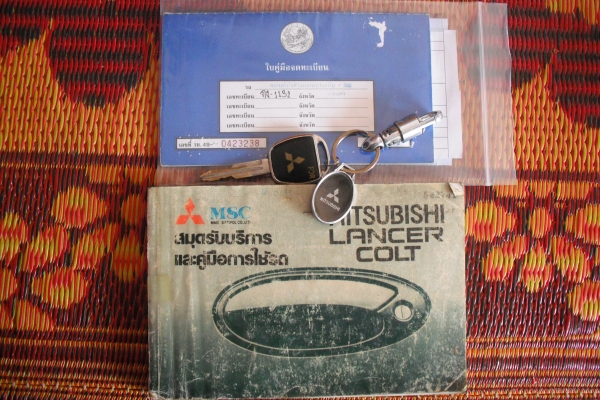 ใบคู่มือจดทะเบียน
เลขทะเบียน จังหวัด
เลขทะเบียน จังหวัด
เลขทะเบียน จังหวัด
เลขทะเบียน จังหวัด
เลขที่ 0423238
MITSUBISHI
MSC
MITSUBISHI
LANCER
COLT
สมุดรับบริการ
และคู่มือการใช้รถ